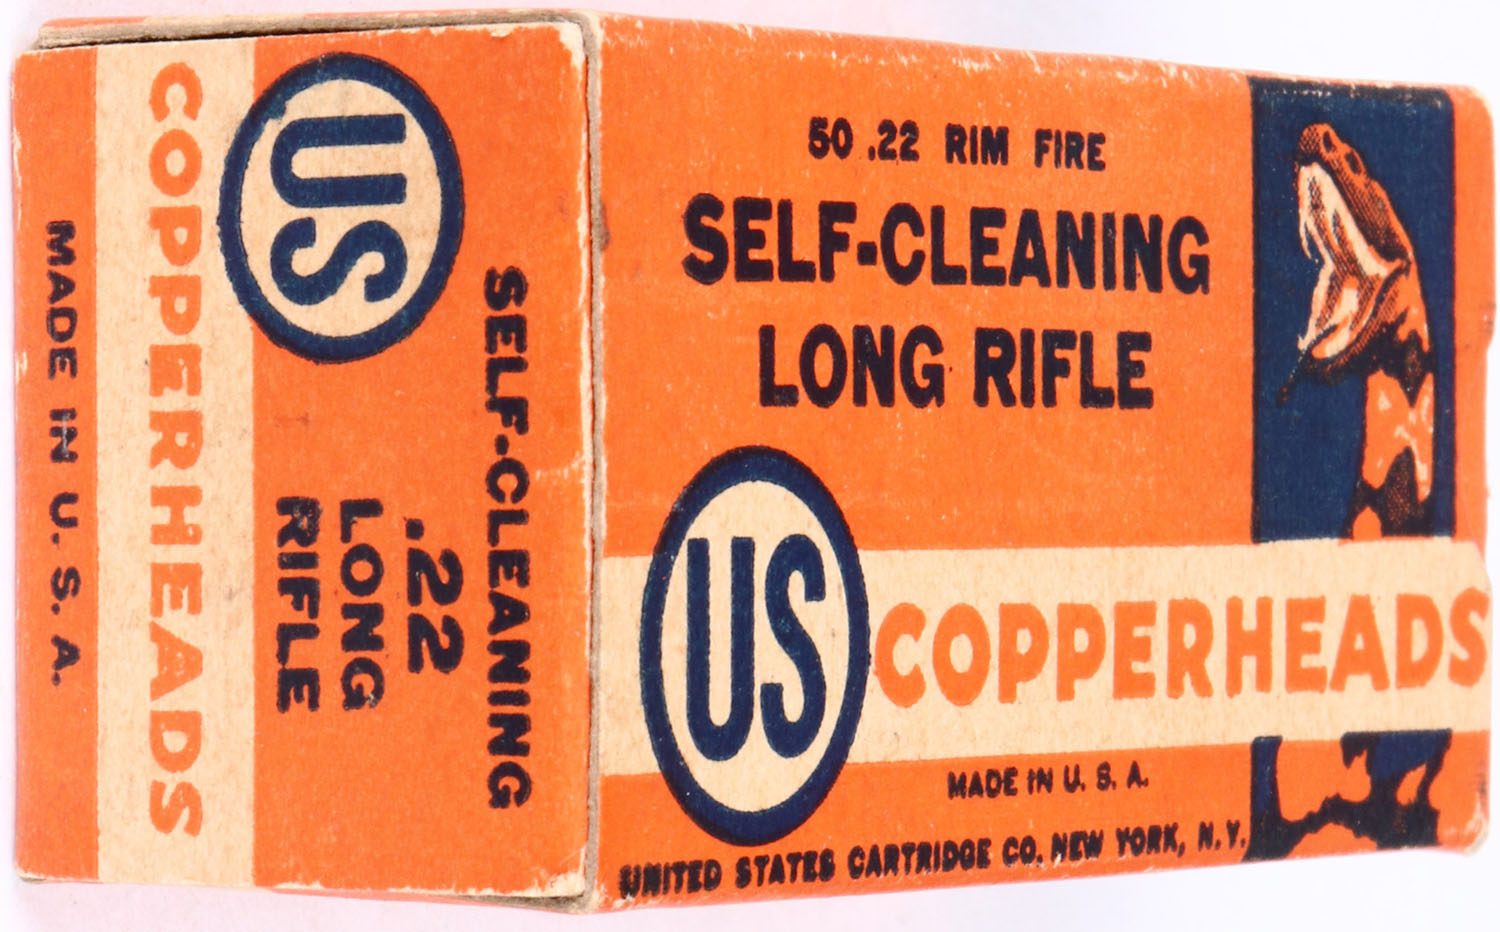 50 .22 RIM FIRE
SELF-CLEANING
LONG RIFLE
US
COPPERHEADS
MADE IN U. S. A.
UNITED STATES CARTRIDGE CO. NEW YORK, N.Y.
SELF-CLEANING
.22
LONG
RIFLE
US
COPPERHEADS
MADE IN U. S. A.